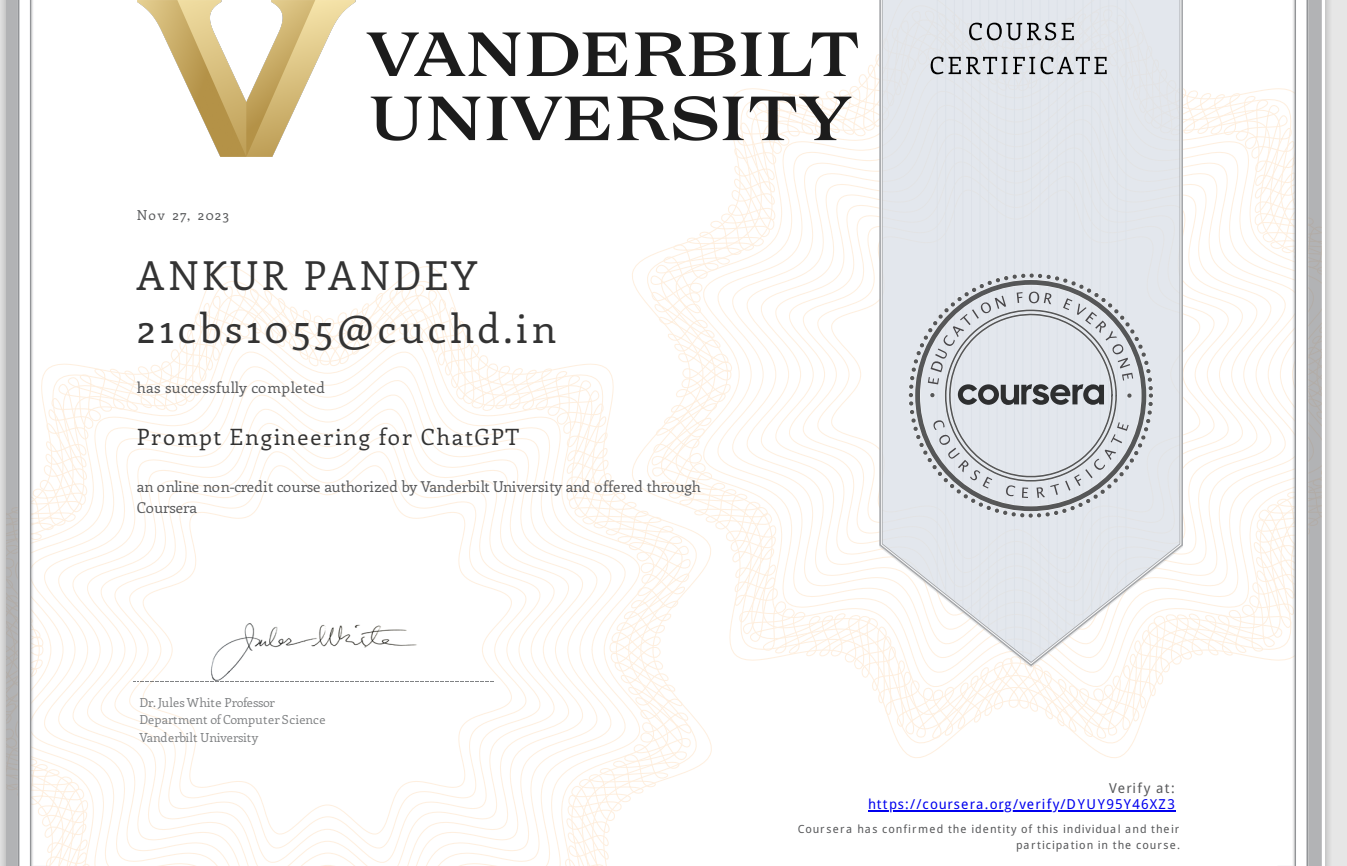 VANDERBILT
UNIVERSITY
COURSE
CERTIFICATE
Nov 27, 2023
ANKUR PANDEY
21cbs1055@cuchd.in
has successfully completed
Prompt Engineering for ChatGPT
an online non-credit course authorized by Vanderbilt University and offered through
Coursera
EDUCATION FOR EVERYONE
coursera
COURSE CERTIFICATE
Jules White
Dr. Jules White Professor
Department of Computer Science
Vanderbilt University
Verify at:
https://coursera.org/verify/DYUY95Y46XZ3
Coursera has confirmed the identity of this individual and their
participation in the course.